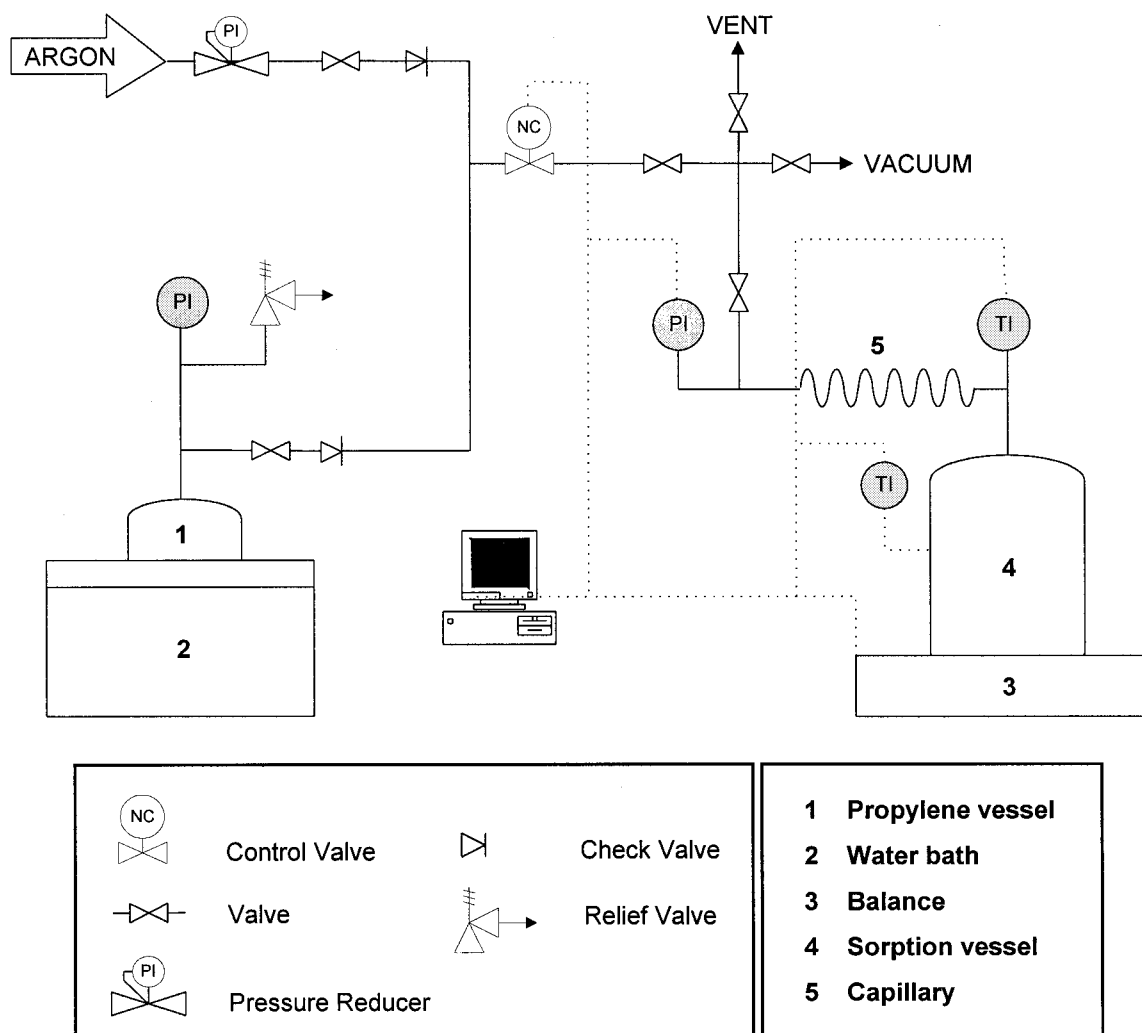 VENT
PI
ARGON
NC
VACUUM
PI
PI
TI
5
TI
1
4
2
3
NC
Control Valve
Check Valve
Valve
Relief Valve
PI
Pressure Reducer
1 Propylene vessel
2 Water bath
3 Balance
4 Sorption vessel
5 Capillary